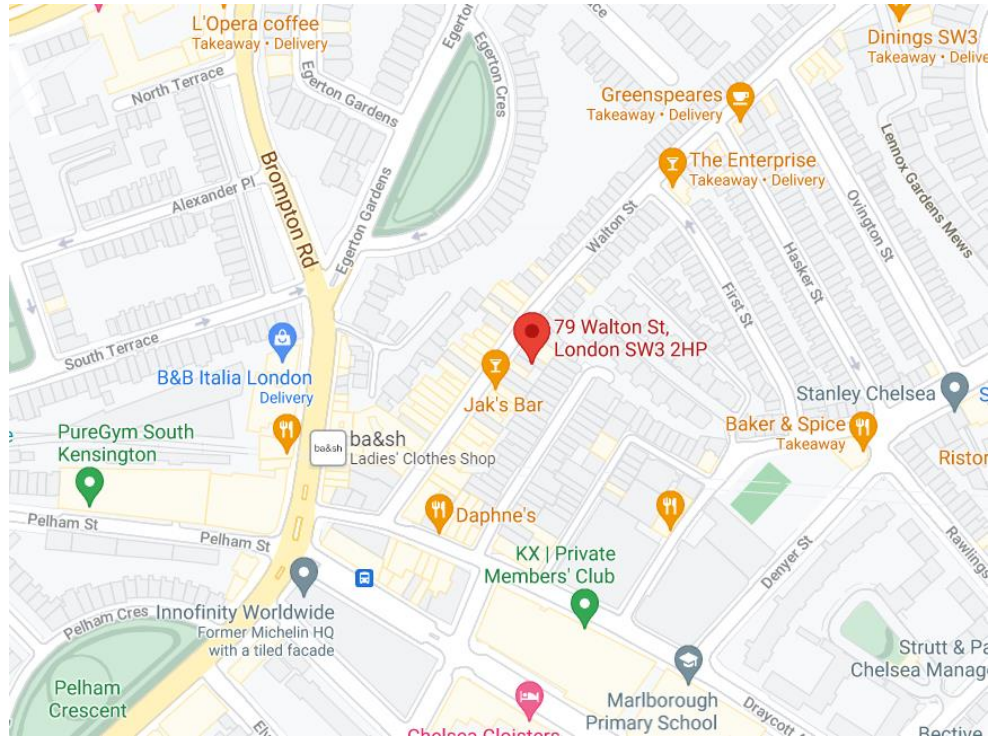 L'Opera coffee
Takeaway • Delivery
Egerton
Egerton Cres
Dinings SW3
North Terrace
Egerton Gardens
Greenspeares
Takeaway • Delivery
Brompton Rd
Lennox Gardens Mews
The Enterprise
Takeaway • Delivery
Alexander Pl
Egerton Gardens
Walton St
Ovington St
Hasker St
First St
South Terrace
79 Walton St,
London SW3 2HP
B&B Italia London
Delivery
Jak's Bar
Stanley Chelsea
Baker & Spice
Takeaway
PureGym South
Kensington
ba&sh
ba&sh
Ladies' Clothes Shop
Daphne's
Pelham St
Pelham St
KX | Private
Members' Club
Denyer St
Rawlings
Innofinity Worldwide
Former Michelin HQ
with a tiled facade
Pelham Cres
Strutt & Pa
Chelsea Manag
Pelham
Crescent
Marlborough
Primary School
Draycott A
Chelsea Cloisters
Bective